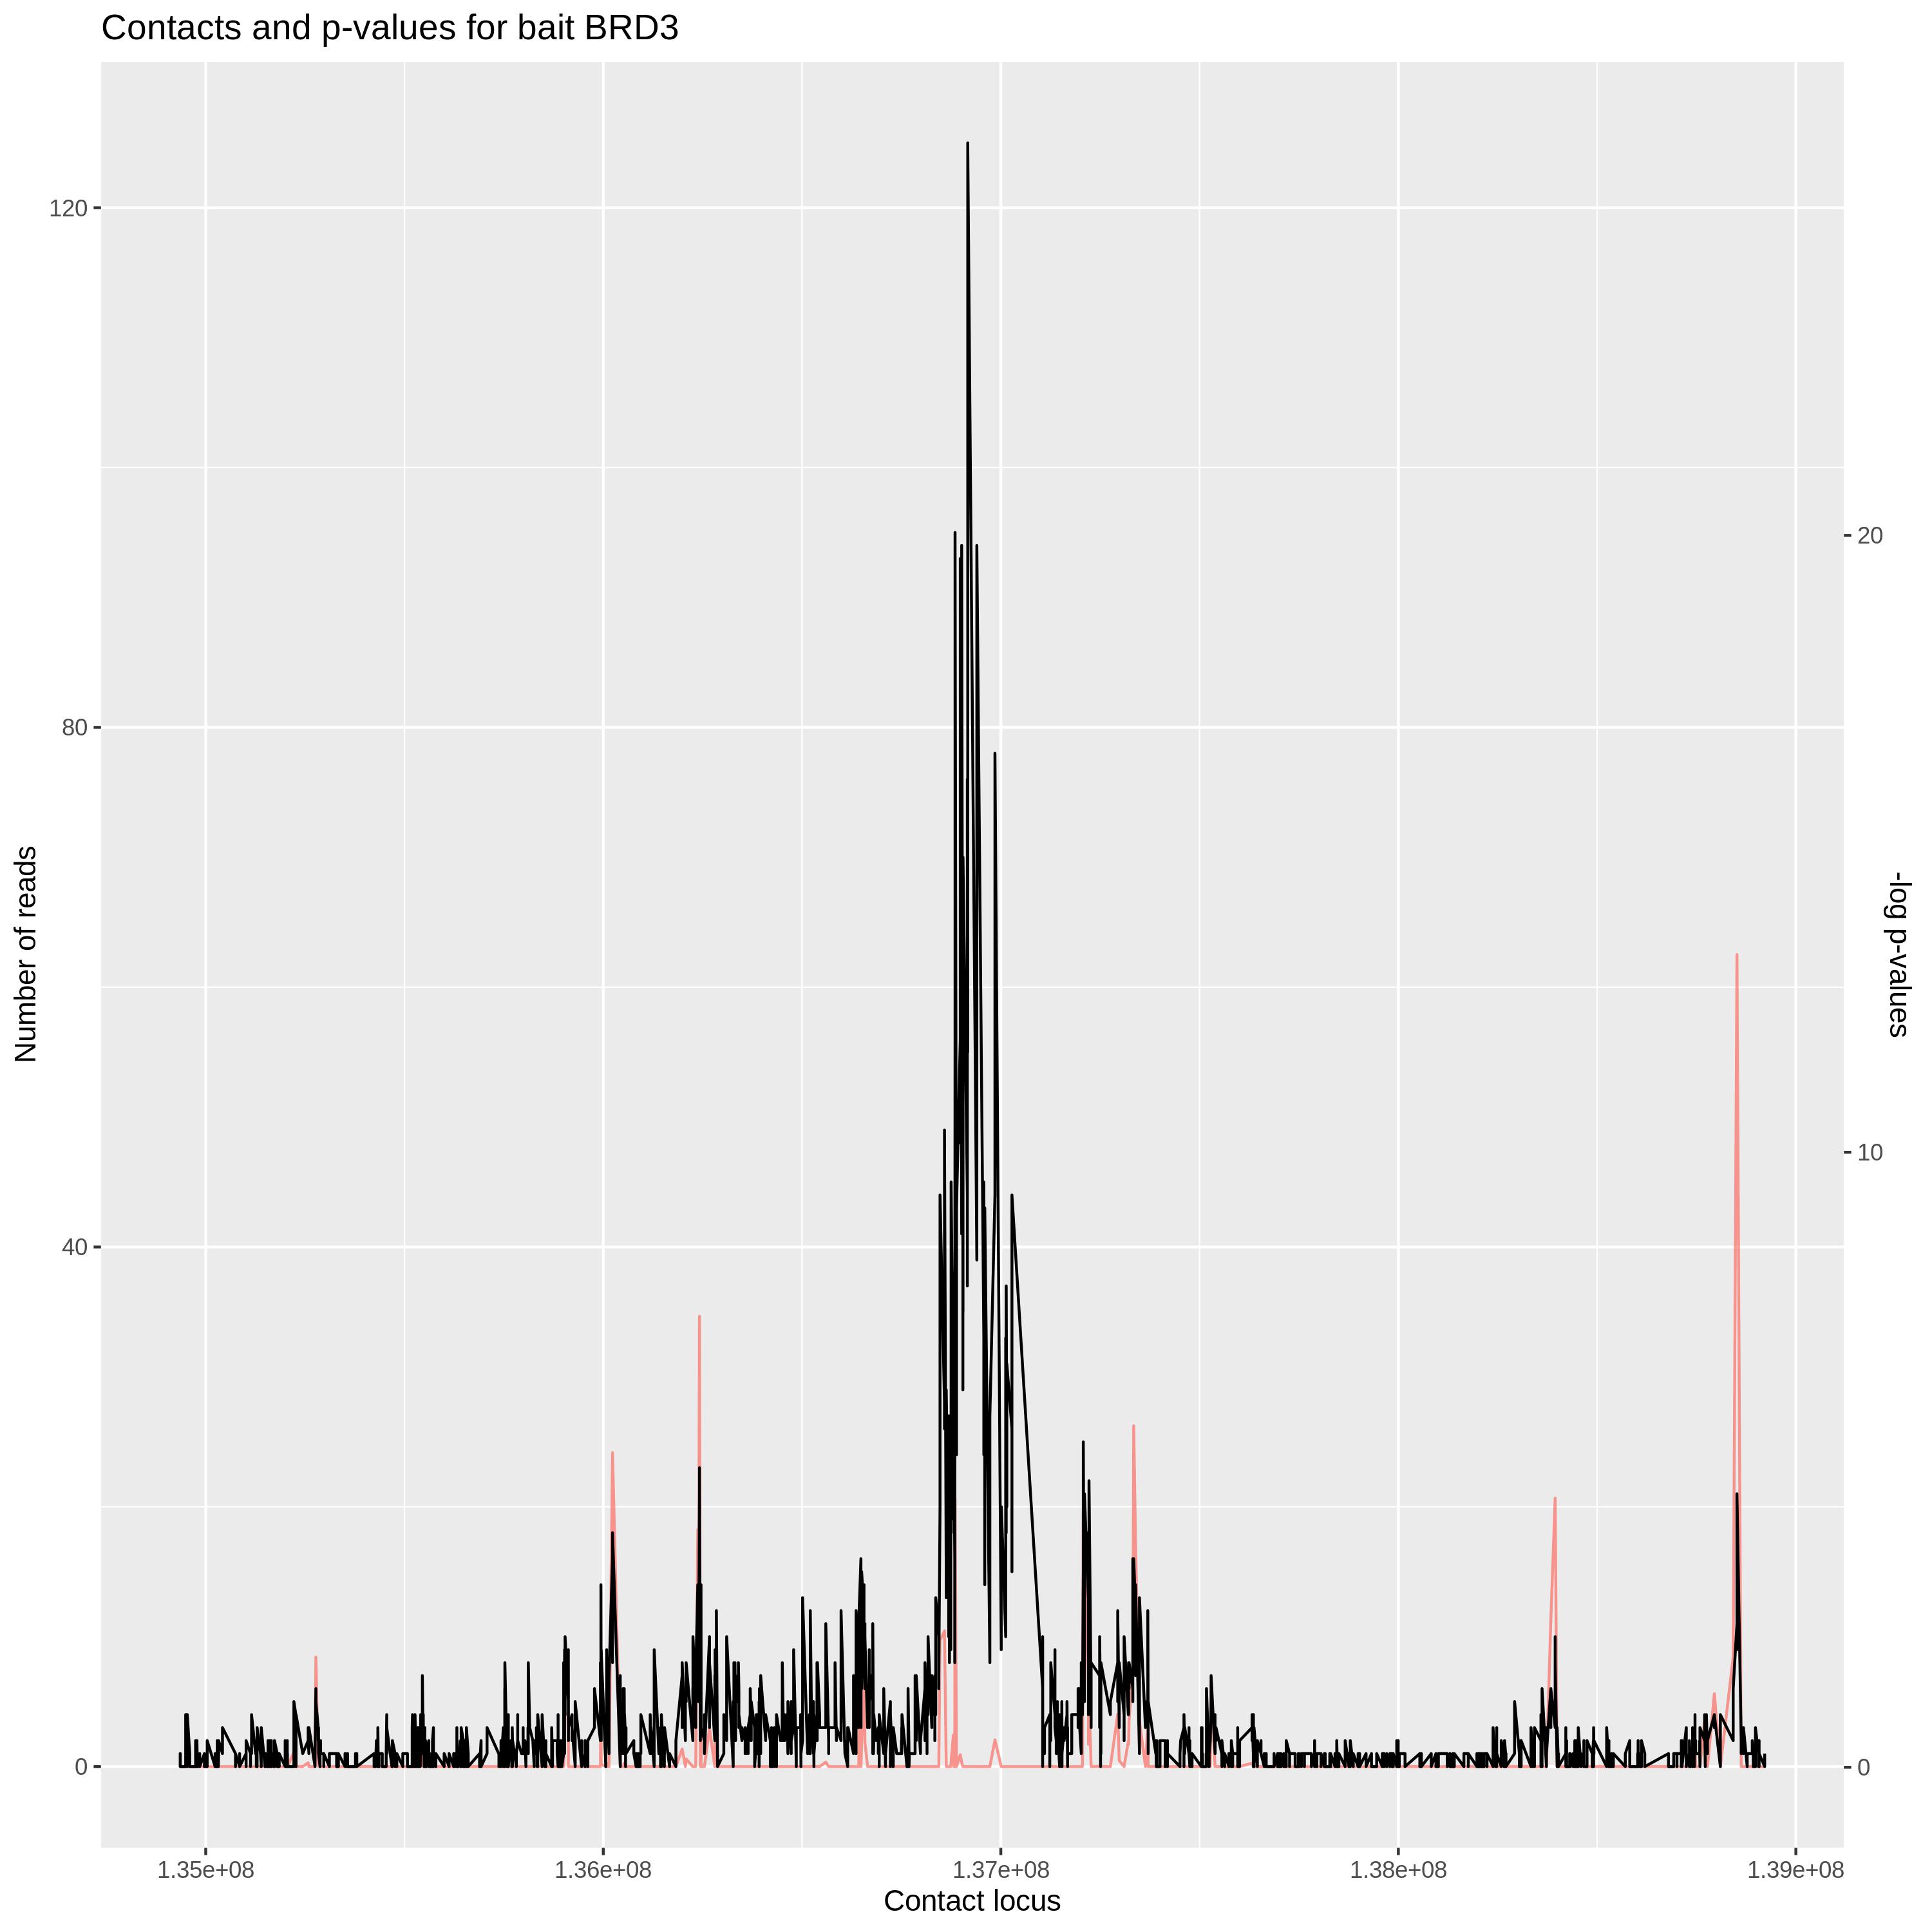 Contacts and p-values for bait BRD3
120
80
40
0
Number of reads
20
10
0
-log p-values
1.35e+08
1.36e+08
1.37e+08
1.38e+08
1.39e+08
Contact locus